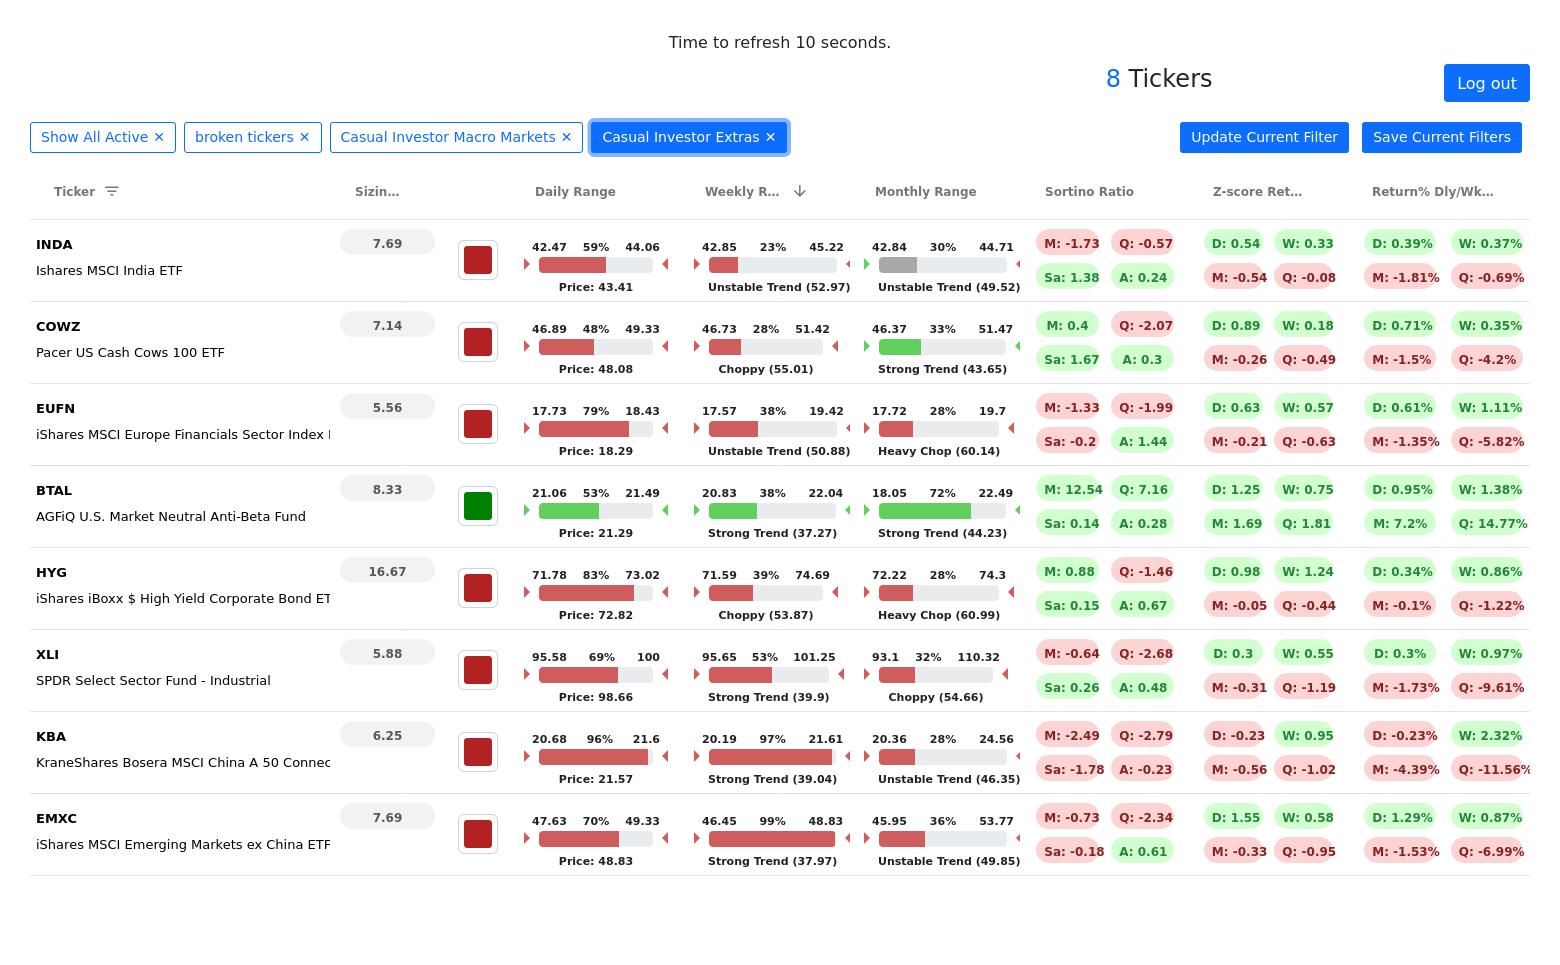 Time to refresh 10 seconds.
8 Tickers
Log out
Show All Active ✕ broken tickers ✕ Casual Investor Macro Markets ✕ Casual Investor Extras ✕ Update Current Filter Save Current Filters
Ticker Sizin... Daily Range Weekly R... Monthly Range Sortino Ratio Z-score Ret... Return% Dly/Wk...
INDA 7.69 42.47 59% 44.06 42.85 23% 45.22 42.84 30% 44.71 M: -1.73 Q: -0.57 D: 0.54 W: 0.33 D: 0.39% W: 0.37%
Ishares MSCI India ETF Sa: 1.38 A: 0.24 M: -0.54 Q: -0.08 M: -1.81% Q: -0.69%
Price: 43.41 Unstable Trend (52.97) Unstable Trend (49.52)
COWZ 7.14 46.89 48% 49.33 46.73 28% 51.42 46.37 33% 51.47 M: 0.4 Q: -2.07 D: 0.89 W: 0.18 D: 0.71% W: 0.35%
Pacer US Cash Cows 100 ETF Sa: 1.67 A: 0.3 M: -0.26 Q: -0.49 M: -1.5% Q: -4.2%
Price: 48.08 Choppy (55.01) Strong Trend (43.65)
EUFN 5.56 17.73 79% 18.43 17.57 38% 19.42 17.72 28% 19.7 M: -1.33 Q: -1.99 D: 0.63 W: 0.57 D: 0.61% W: 1.11%
iShares MSCI Europe Financials Sector Index Sa: -0.2 A: 1.44 M: -0.21 Q: -0.63 M: -1.35% Q: -5.82%
Price: 18.29 Unstable Trend (50.88) Heavy Chop (60.14)
BTAL 8.33 21.06 53% 21.49 20.83 38% 22.04 18.05 72% 22.49 M: 12.54 Q: 7.16 D: 1.25 W: 0.75 D: 0.95% W: 1.38%
AGFiQ U.S. Market Neutral Anti-Beta Fund Sa: 0.14 A: 0.28 M: 1.69 Q: 1.81 M: 7.2% Q: 14.77%
Price: 21.29 Strong Trend (37.27) Strong Trend (44.23)
HYG 16.67 71.78 83% 73.02 71.59 39% 74.69 72.22 28% 74.3 M: 0.88 Q: -1.46 D: 0.98 W: 1.24 D: 0.34% W: 0.86%
iShares iBoxx $ High Yield Corporate Bond ET Sa: 0.15 A: 0.67 M: -0.05 Q: -0.44 M: -0.1% Q: -1.22%
Price: 72.82 Choppy (53.87) Heavy Chop (60.99)
XLI 5.88 95.58 69% 100 95.65 53% 101.25 93.1 32% 110.32 M: -0.64 Q: -2.68 D: 0.3 W: 0.55 D: 0.3% W: 0.97%
SPDR Select Sector Fund - Industrial Sa: 0.26 A: 0.48 M: -0.31 Q: -1.19 M: -1.73% Q: -9.61%
Price: 98.66 Strong Trend (39.9) Choppy (54.66)
KBA 6.25 20.68 96% 21.6 20.19 97% 21.61 20.36 28% 24.56 M: -2.49 Q: -2.79 D: -0.23 W: 0.95 D: -0.23% W: 2.32%
KraneShares Bosera MSCI China A 50 Connec Sa: -1.78 A: -0.23 M: -0.56 Q: -1.02 M: -4.39% Q: -11.56%
Price: 21.57 Strong Trend (39.04) Unstable Trend (46.35)
EMXC 7.69 47.63 70% 49.33 46.45 99% 48.83 45.95 36% 53.77 M: -0.73 Q: -2.34 D: 1.55 W: 0.58 D: 1.29% W: 0.87%
iShares MSCI Emerging Markets ex China ETF Sa: -0.18 A: 0.61 M: -0.33 Q: -0.95 M: -1.53% Q: -6.99%
Price: 48.83 Strong Trend (37.97) Unstable Trend (49.85)